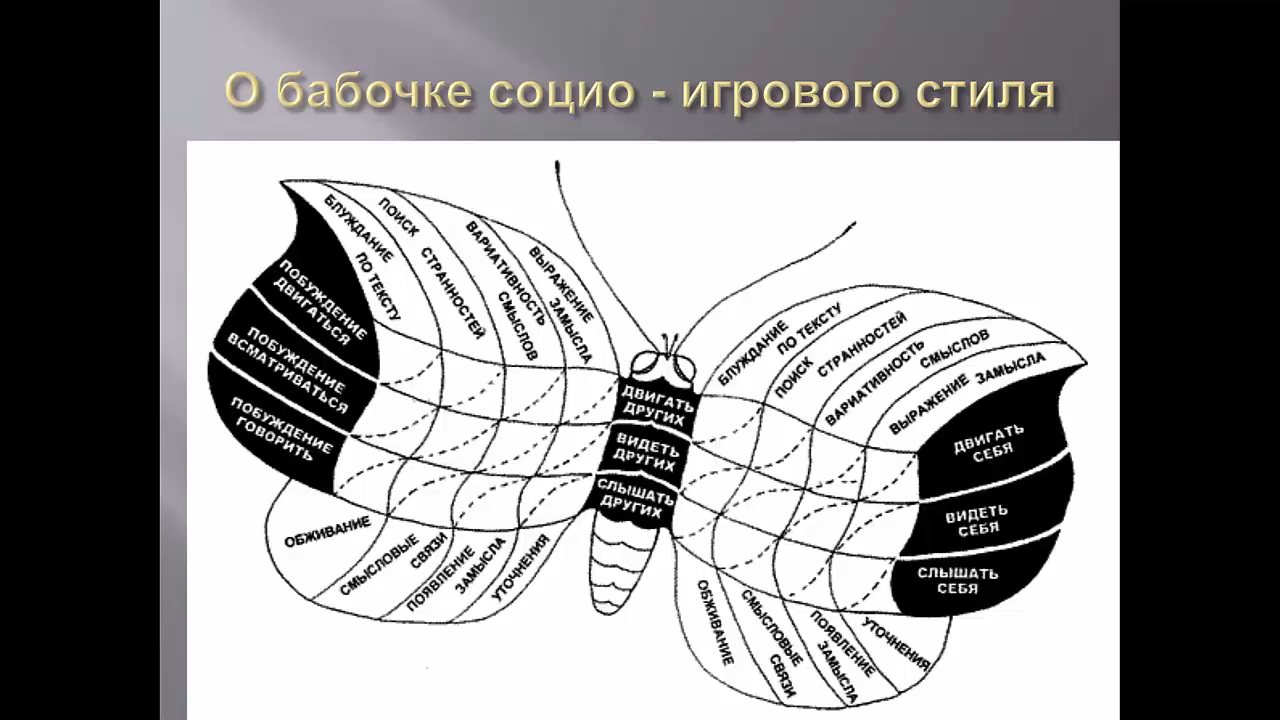 О бабочке социо - игрового стиля
БЛУЖДАНИЕ
ПО ТЕКСТУ
ПОИСК
СТРАННОСТЕЙ
ВАРИАТИВНОСТЬ
СМЫСЛОВ
ВЫРАЖЕНИЕ
ЗАМЫСЛА
ПОБУЖДЕНИЕ
ДВИГАТЬСЯ
ПОБУЖДЕНИЕ
ВСМАТРИВАТЬСЯ
ПОБУЖДЕНИЕ
ГОВОРИТЬ
ОБЖИВАНИЕ
СМЫСЛОВЫЕ
СВЯЗИ
ПОЯВЛЕНИЕ
ЗАМЫСЛА
УТОЧНЕНИЯ
ДВИГАТЬ
ДРУГИХ
ВИДЕТЬ
ДРУГИХ
СЛЫШАТЬ
ДРУГИХ
БЛУЖДАНИЕ
ПО ТЕКСТУ
ПОИСК
СТРАННОСТЕЙ
ВАРИАТИВНОСТЬ
СМЫСЛОВ
ВЫРАЖЕНИЕ
ЗАМЫСЛА
ДВИГАТЬ
СЕБЯ
ВИДЕТЬ
СЕБЯ
СЛЫШАТЬ
СЕБЯ
ОБЖИВАНИЕ
СМЫСЛОВЫЕ
СВЯЗИ
ПОЯВЛЕНИЕ
ЗАМЫСЛА
УТОЧНЕНИЯ